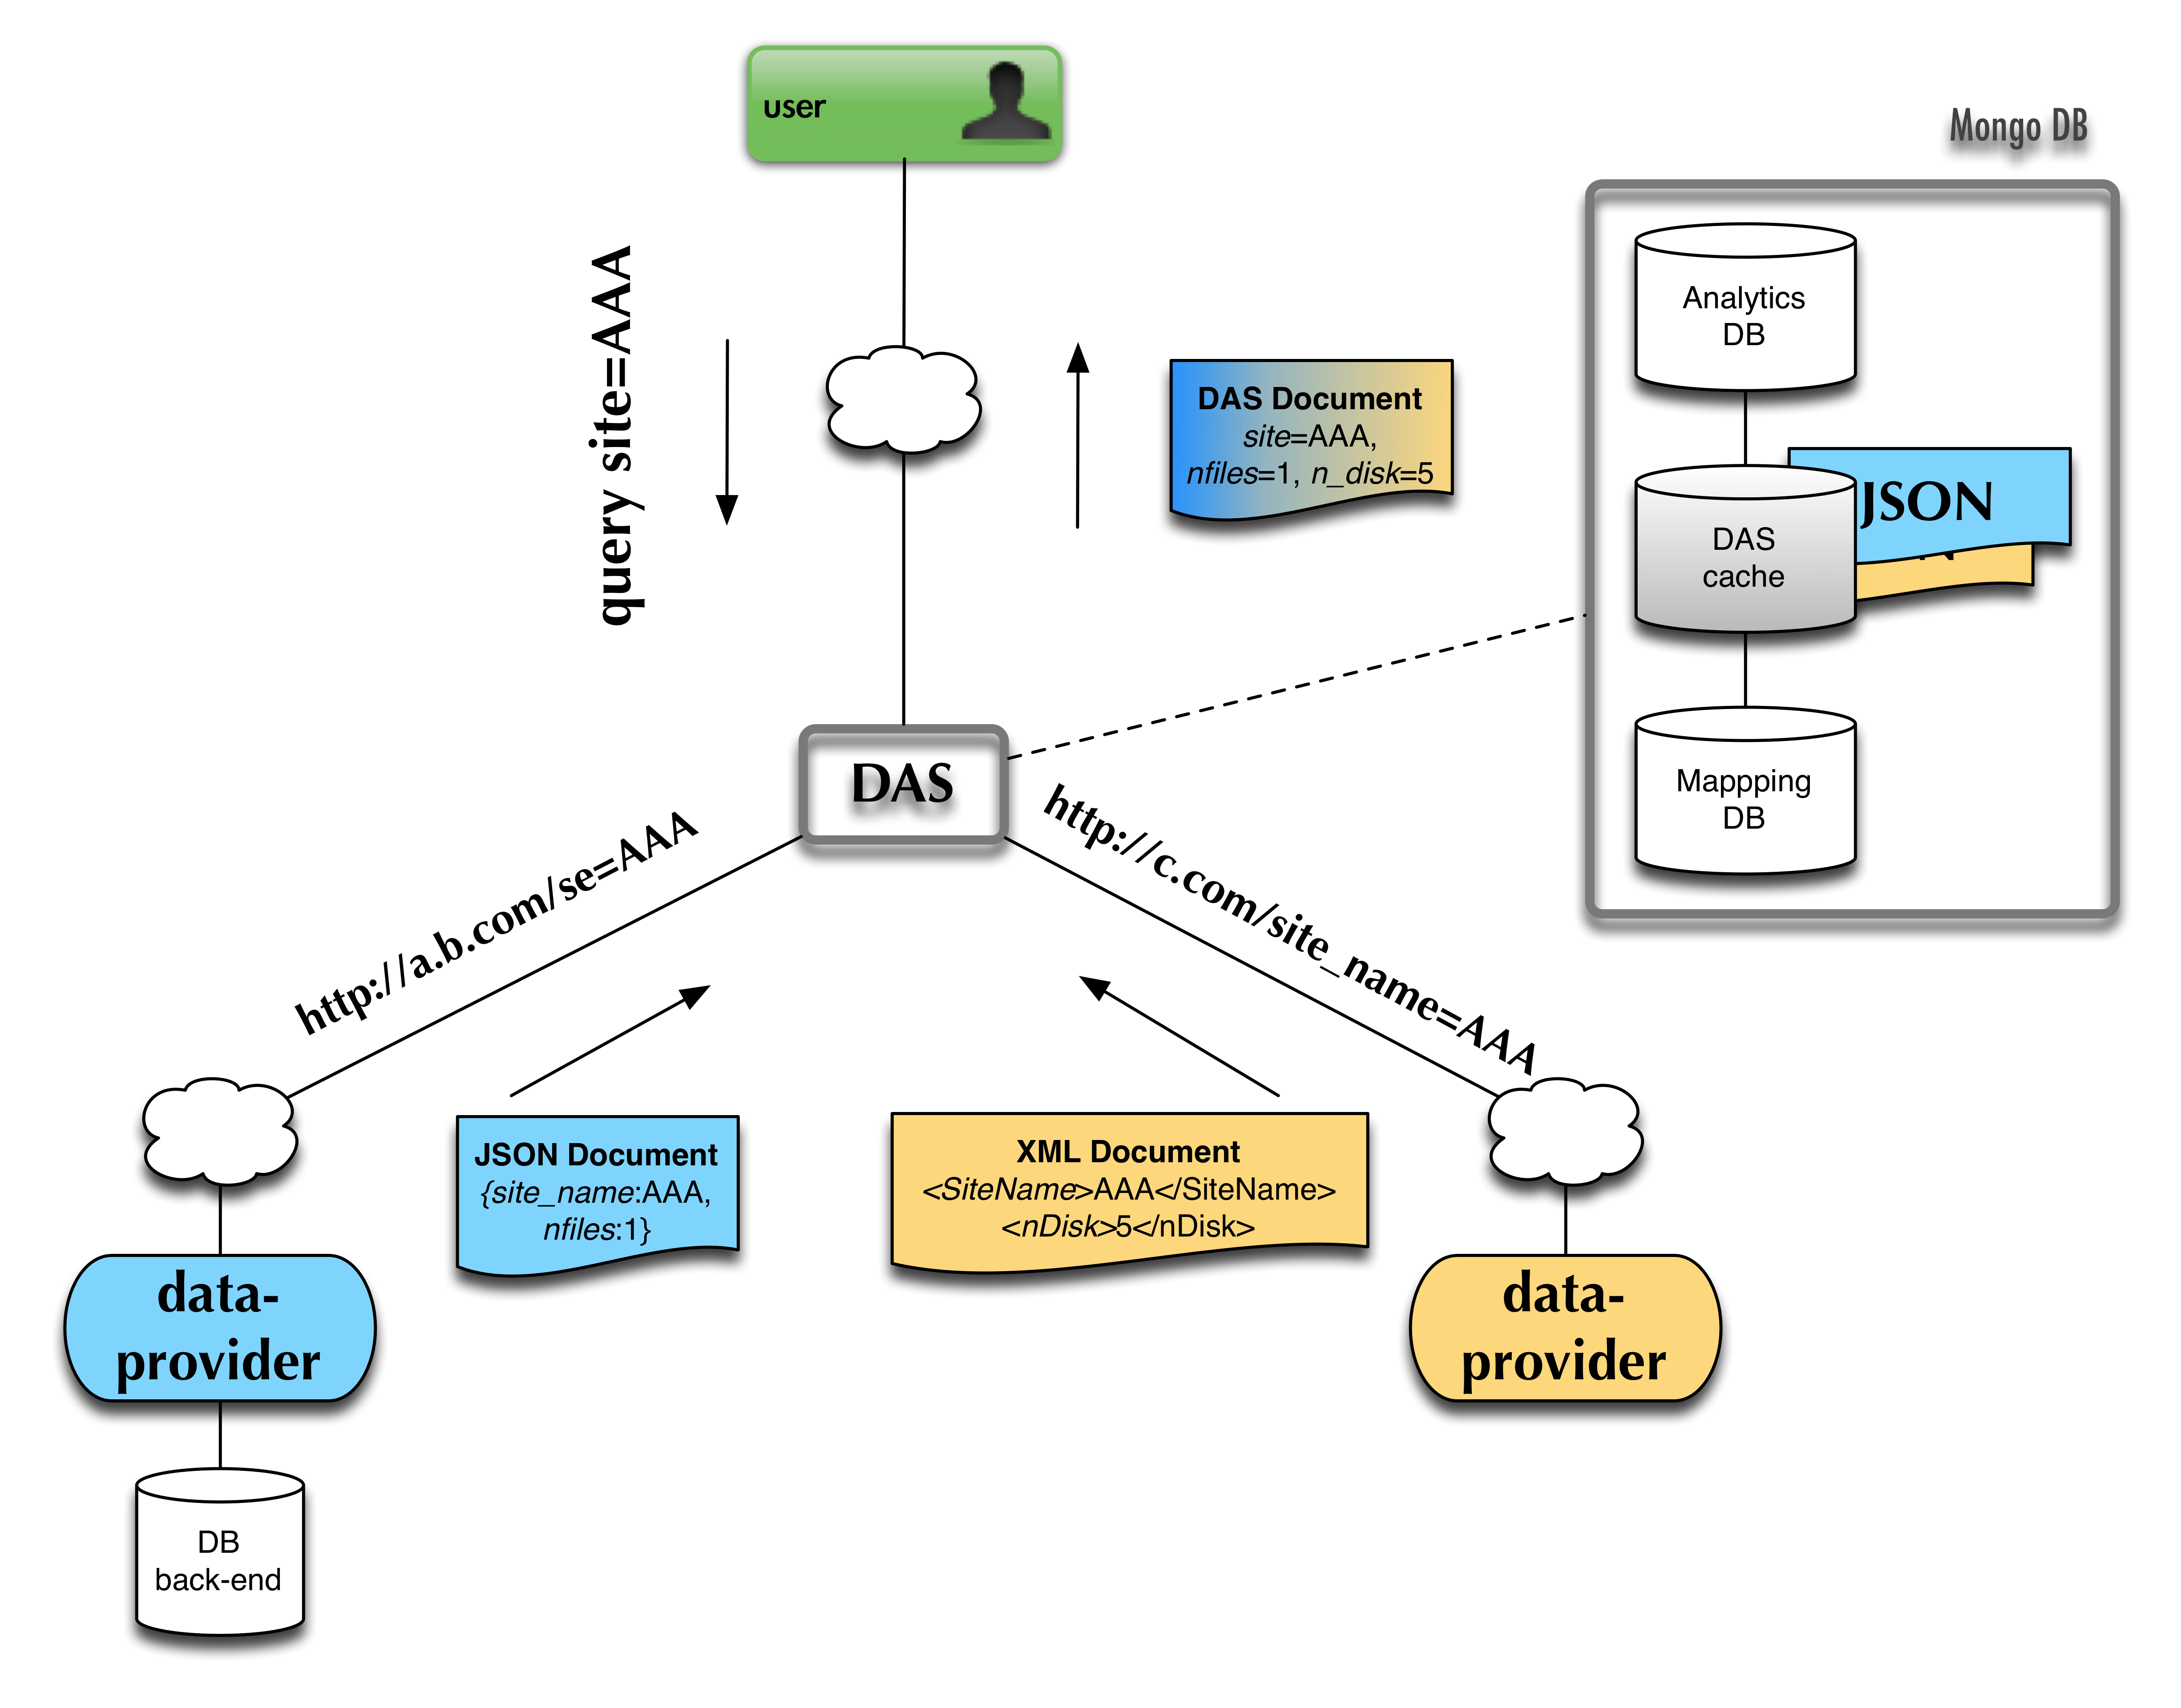 user
Mongo DB
query site=AAA
DAS Document
site=AAA,
nfiles=1, n_disk=5
Analytics
DB
JSON
N
DAS
cache
Mappping
DB
DAS
http://a.b.com/se=AAA
http://c.com/site_name=AAA
JSON Document
{site_name:AAA,
nfiles:1}
XML Document
<SiteName>AAA</SiteName>
<nDisk>5</nDisk>
data-
provider
data-
provider
DB
back-end